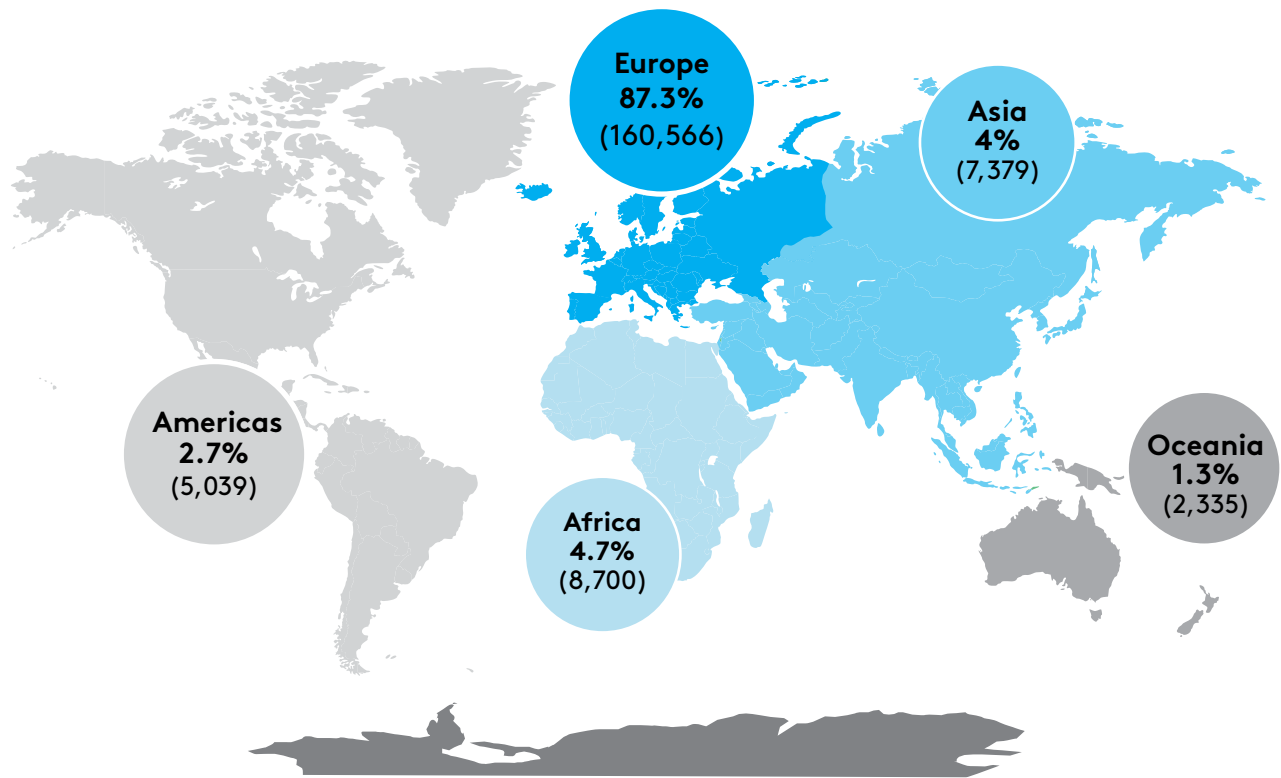 Europe
87.3%
(160,566)
Asia
4%
(7,379)
Americas
2.7%
(5,039)
Oceania
1.3%
(2,335)
Africa
4.7%
(8,700)